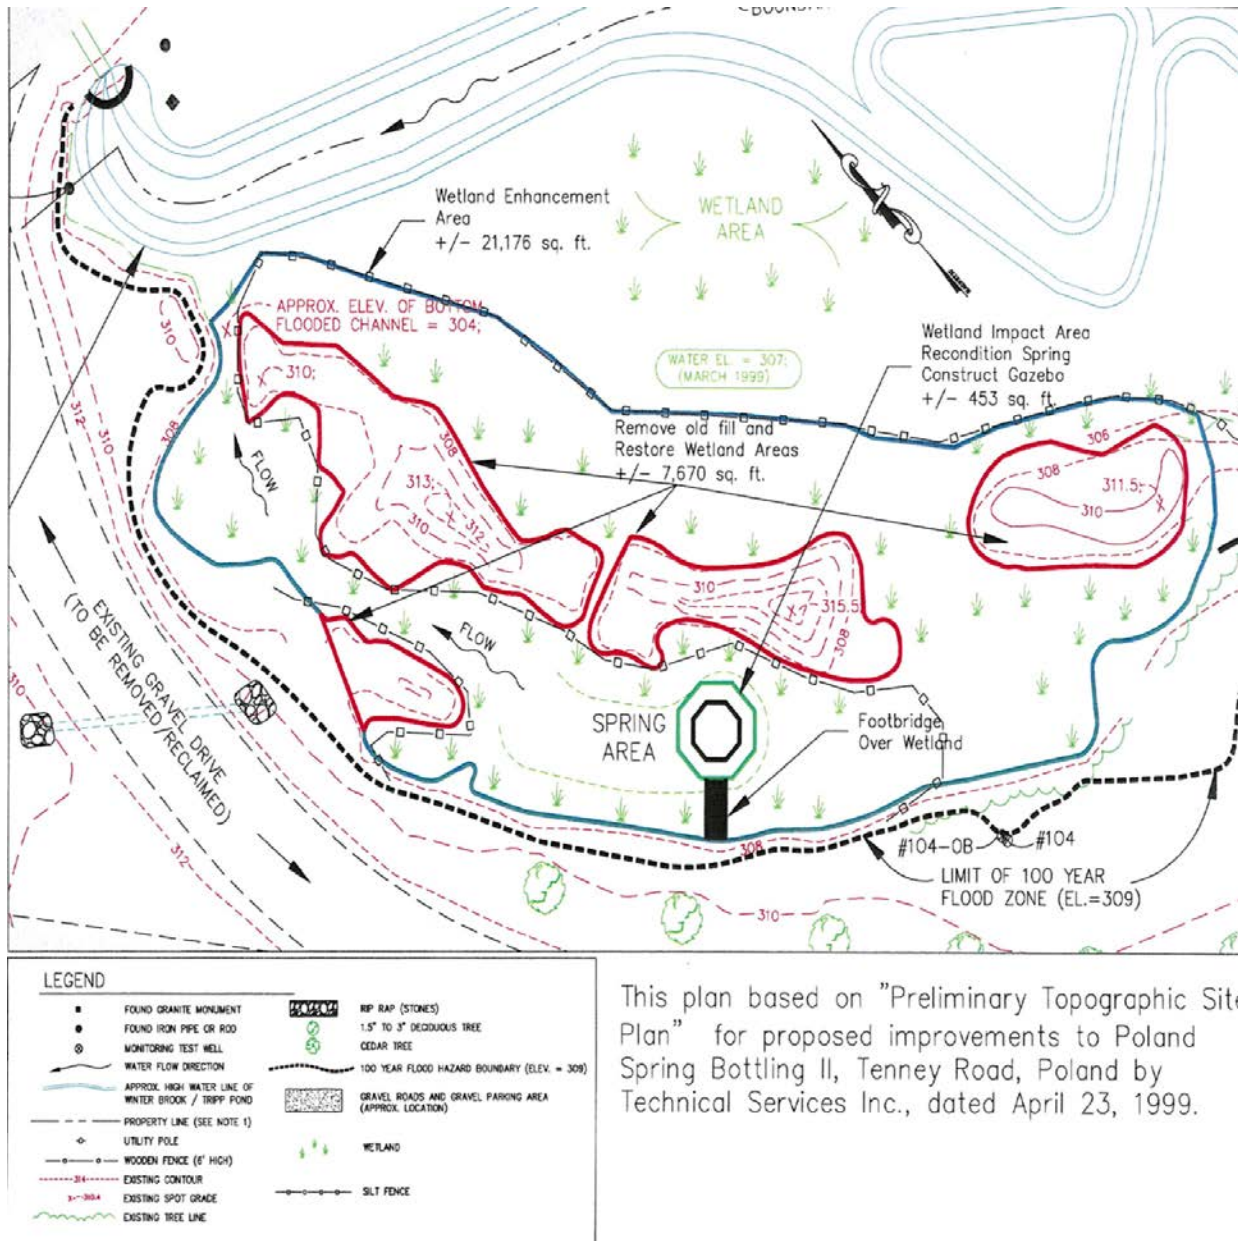 Wetland Enhancement
Area
+/- 21,176 sq. ft.
WETLAND
AREA
APPROX. ELEV. OF BOTTOM
FLOODED CHANNEL = 304;
WATER EL. = 307;
(MARCH 1999)
Wetland Impact Area
Recondition Spring
Construct Gazebo
+/- 453 sq. ft.
Remove old fill and
Restore Wetland Areas
+/- 7,670 sq. ft.
310
310;
312
310
308
308
313;
312;
310
FLOW
306
308
311.5;
310
310
315.5
308
FLOW
EXISTING GRAVEL DRIVE
(TO BE REMOVED/RECLAIMED)
310
SPRING
AREA
Footbridge
Over Wetland
308
312
#104-OB
#104
LIMIT OF 100 YEAR
FLOOD ZONE (EL.=309)
310
LEGEND
FOUND GRANITE MONUMENT
FOUND IRON PIPE OR ROD
MONITORING TEST WELL
WATER FLOW DIRECTION
APPROX. HIGH WATER LINE OF
WINTER BROOK / TRIPP POND
PROPERTY LINE (SEE NOTE 1)
UTILITY POLE
WOODEN FENCE (6' HIGH)
314
EXISTING CONTOUR
EXISTING SPOT GRADE
EXISTING TREE LINE
RIP RAP (STONES)
1.5" TO 3" DECIDUOUS TREE
CEDAR TREE
100 YEAR FLOOD HAZARD BOUNDARY (ELEV. = 309)
GRAVEL ROADS AND GRAVEL PARKING AREA
(APPROX. LOCATION)
WETLAND
SILT FENCE
This plan based on "Preliminary Topographic Site
Plan" for proposed improvements to Poland
Spring Bottling II, Tenney Road, Poland by
Technical Services Inc., dated April 23, 1999.